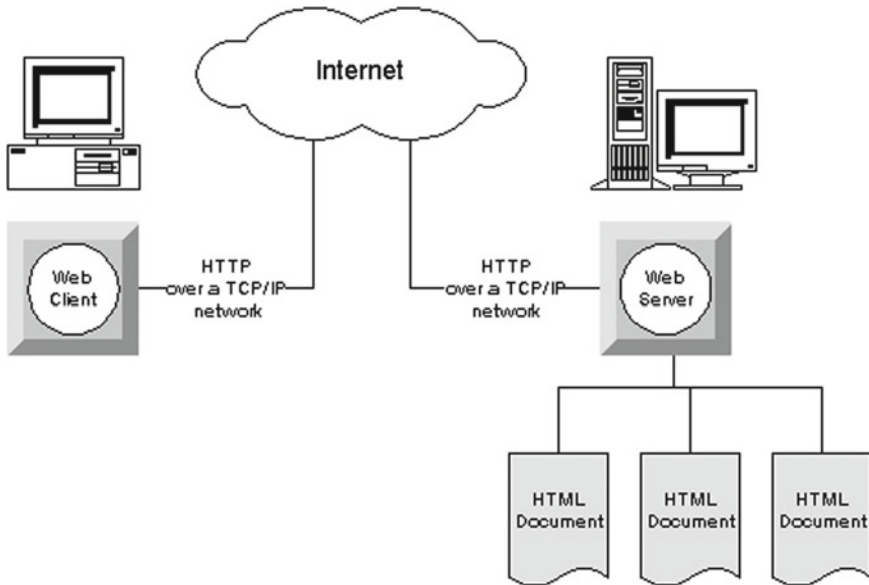 Internet
Web
Client
HTTP
over a TCP/IP
network
HTTP
over a TCP/IP
network
Web
Server
HTML
Document
HTML
Document
HTML
Document